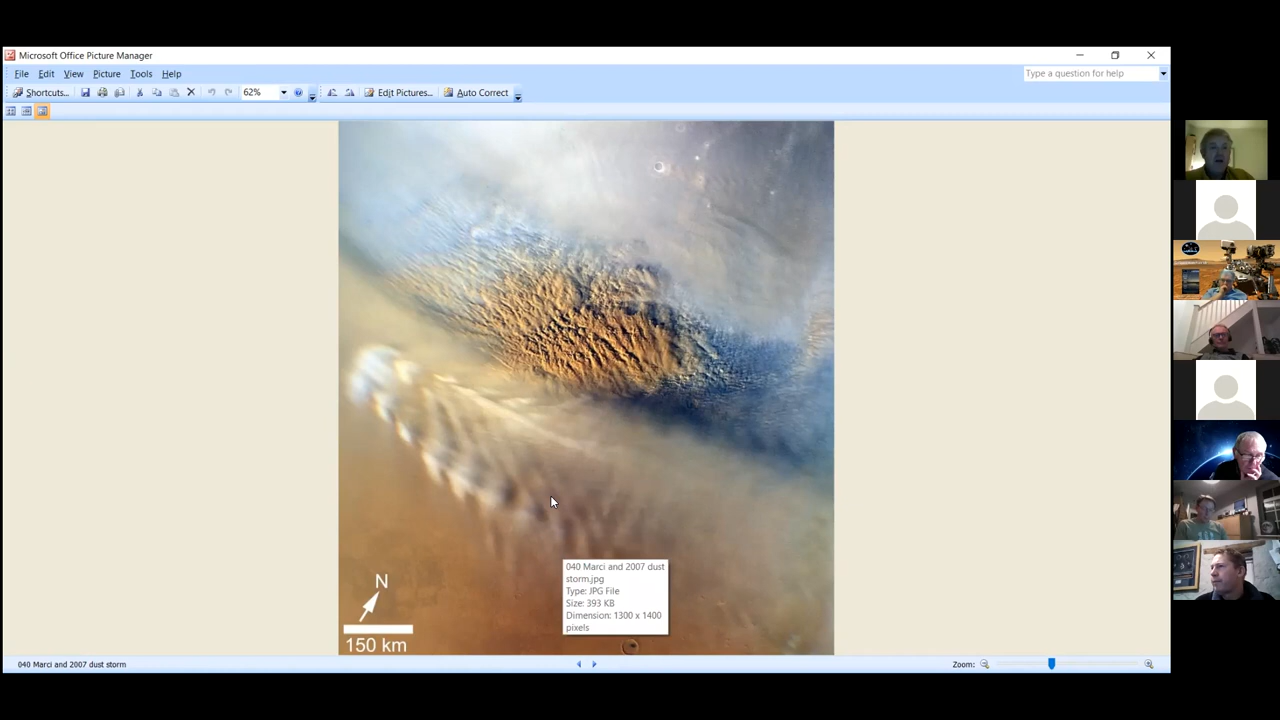 Microsoft Office Picture Manager
File Edit View Picture Tools Help
Type a question for help
Shortcuts...
62%
Edit Pictures...
Auto Correct
N
150 km
040 Marci and 2007 dust
storm.jpg
Type: JPG File
Size: 393 KB
Dimension: 1300 x 1400
pixels
040 Marci and 2007 dust storm
Zoom: